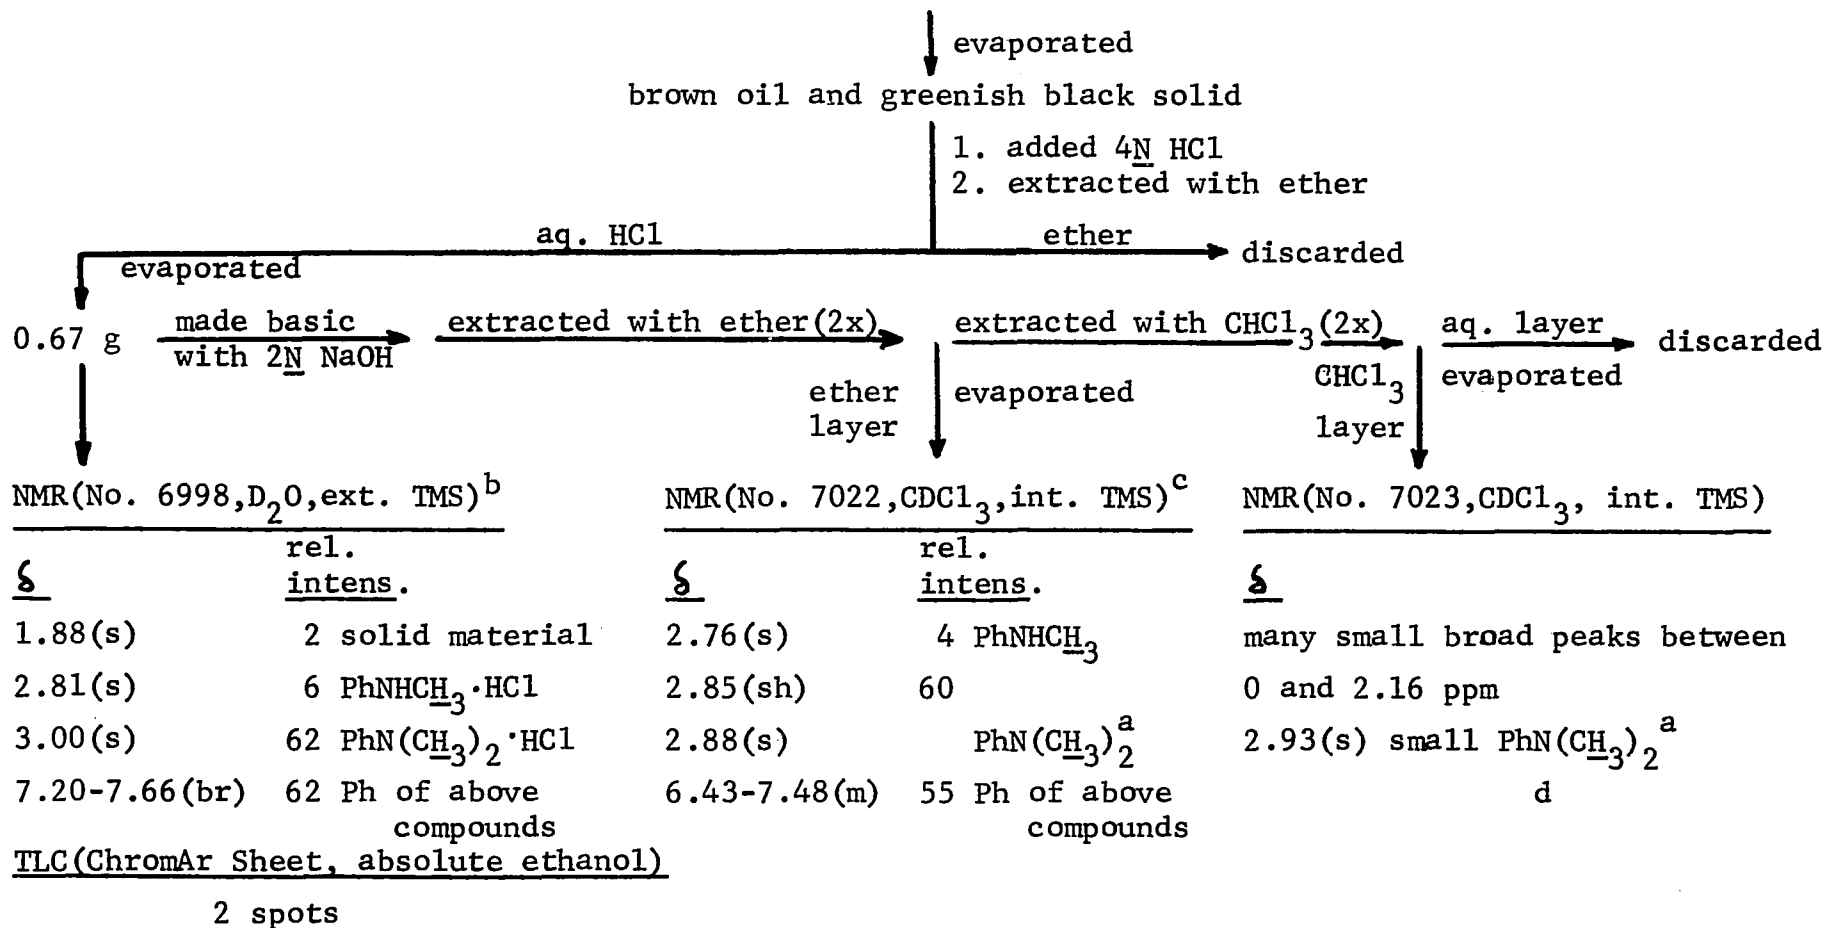 evaporated
brown oil and greenish black solid
1. added 4N HCl
2. extracted with ether
aq. HCl
ether
discarded
evaporated
0.67 g
made basic
with 2N NaOH
extracted with ether(2x)
extracted with CHCl3(2x)
aq. layer
discarded
ether
layer
evaporated
CHCl3
layer
evaporated
NMR(No. 6998,D2O,ext. TMS)b
δ
rel.
intens.
1.88(s) 2 solid material
2.81(s) 6 PhNHCH3·HCl
3.00(s) 62 PhN(CH3)2·HCl
7.20-7.66(br) 62 Ph of above
compounds
TLC(ChromAr Sheet, absolute ethanol)
2 spots
NMR(No. 7022,CDCl3,int. TMS)c
δ
rel.
intens.
2.76(s) 4 PhNHCH3
2.85(sh) 60
2.88(s) PhN(CH3)2a
6.43-7.48(m) 55 Ph of above
compounds
NMR(No. 7023,CDCl3, int. TMS)
δ
many small broad peaks between
0 and 2.16 ppm
2.93(s) small PhN(CH3)2a
d